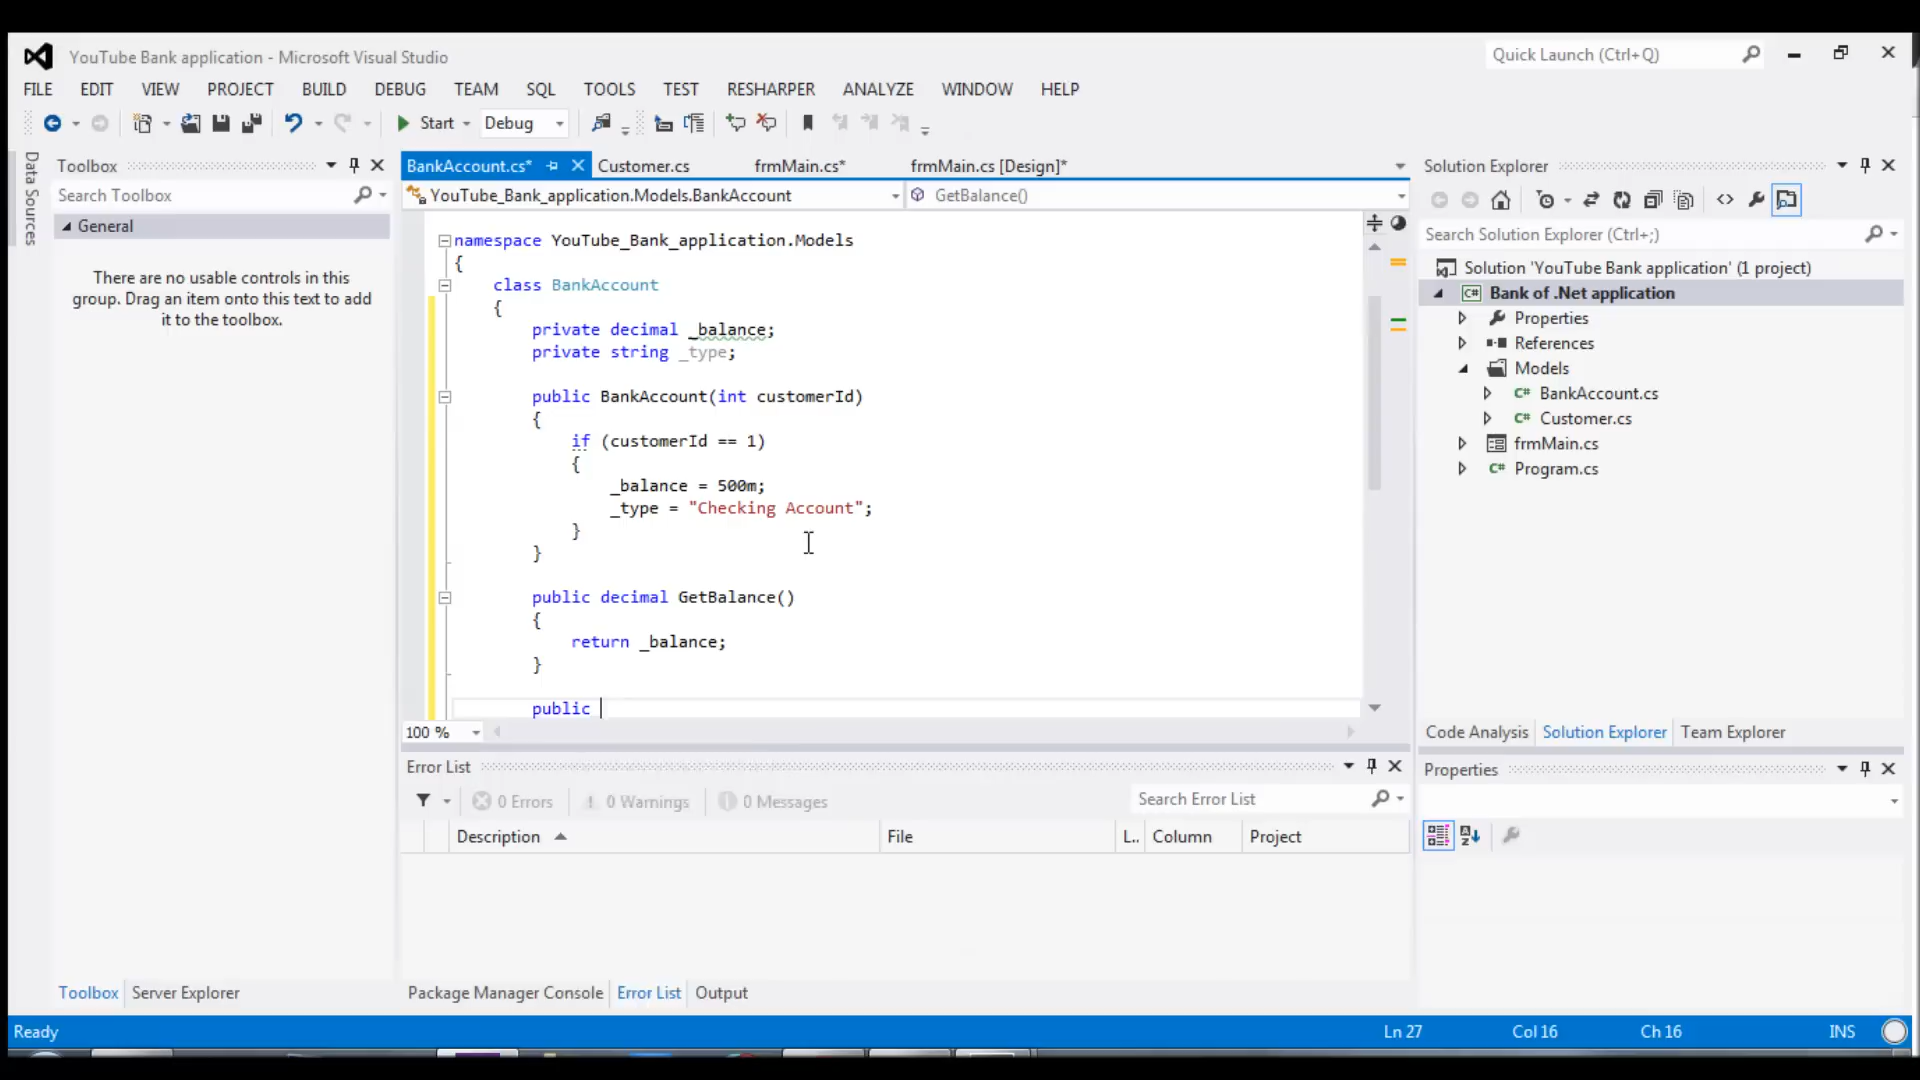 YouTube Bank application - Microsoft Visual Studio
Quick Launch (Ctrl+Q)
FILE EDIT VIEW PROJECT BUILD DEBUG TEAM SQL TOOLS TEST RESHARPER ANALYZE WINDOW HELP
Start Debug
Data Sources
Toolbox
Search Toolbox
General
There are no usable controls in this
group. Drag an item onto this text to add
it to the toolbox.
BankAccount.cs* Customer.cs frmMain.cs* frmMain.cs [Design]*
YouTube_Bank_application.Models.BankAccount GetBalance()
namespace YouTube_Bank_application.Models
{
class BankAccount
{
private decimal _balance;
private string _type;
public BankAccount(int customerId)
{
if (customerId == 1)
{
_balance = 500m;
_type = "Checking Account";
}
}
public decimal GetBalance()
{
return _balance;
}
public
100 %
Error List
0 Errors 0 Warnings 0 Messages
Search Error List
Description File L.. Column Project
Toolbox Server Explorer
Package Manager Console Error List Output
Solution Explorer
Search Solution Explorer (Ctrl+;)
Solution 'YouTube Bank application' (1 project)
C# Bank of .Net application
Properties
References
Models
C# BankAccount.cs
C# Customer.cs
frmMain.cs
C# Program.cs
Code Analysis Solution Explorer Team Explorer
Properties
Ready Ln 27 Col 16 Ch 16 INS